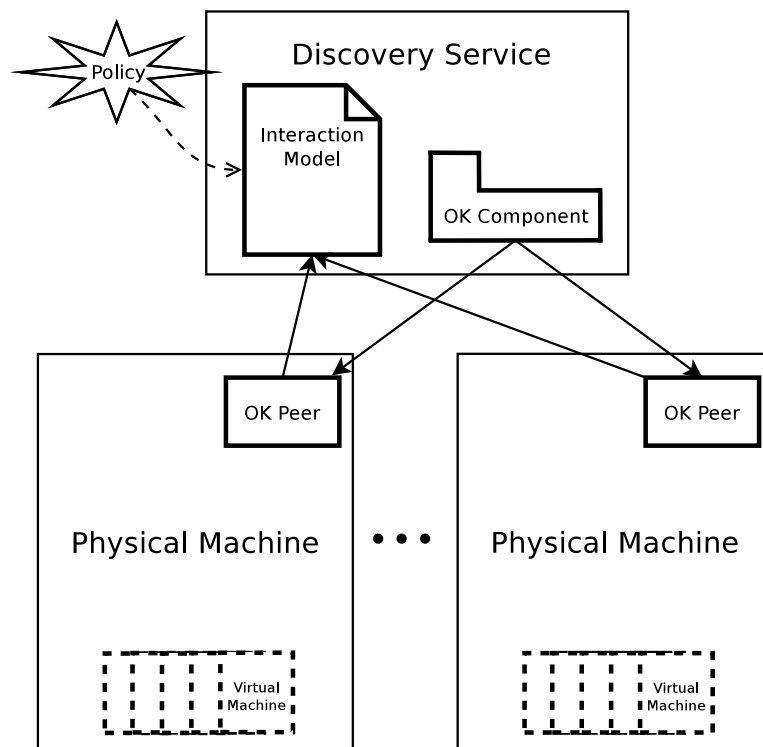 Discovery Service
Policy
Interaction
Model
OK Component
OK Peer
OK Peer
Physical Machine
Physical Machine
Virtual
Machine
Virtual
Machine